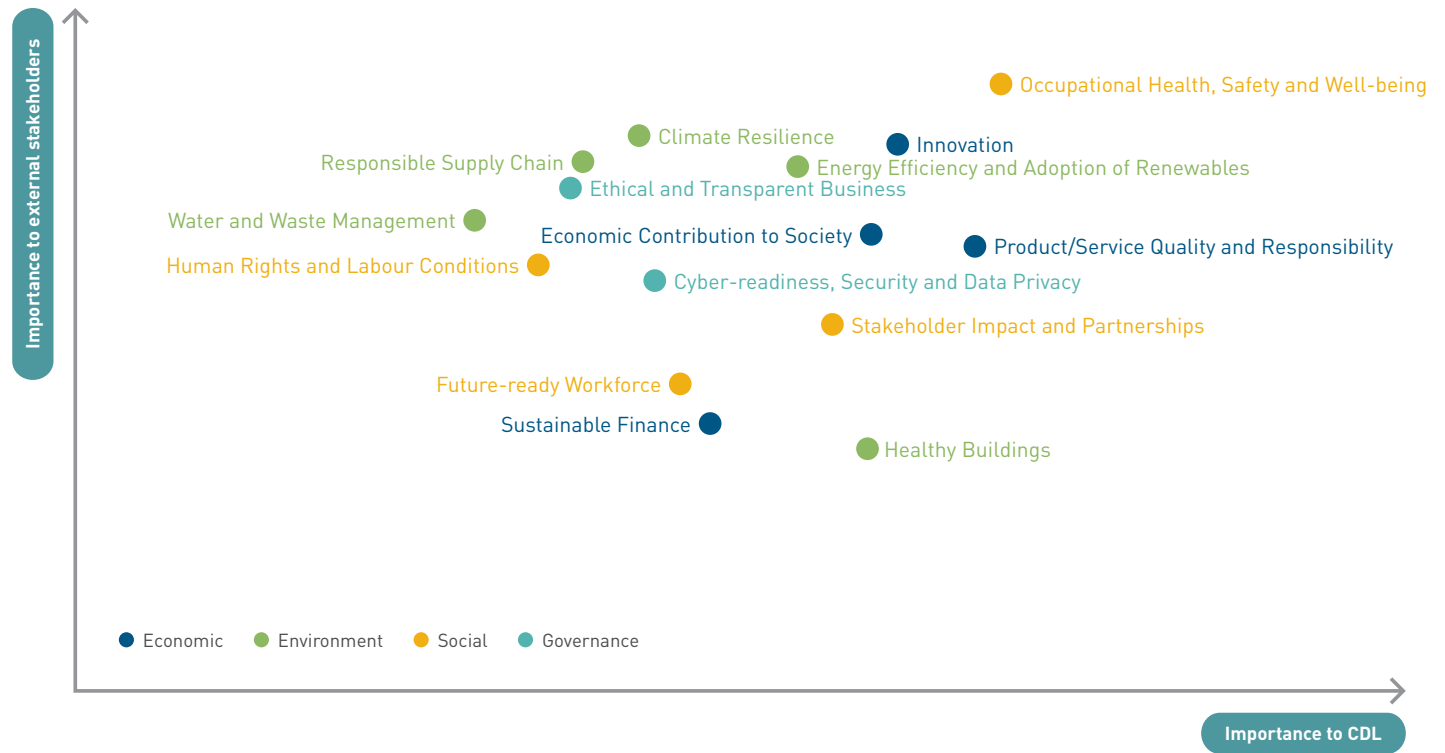 Importance to external stakeholders
Occupational Health, Safety and Well-being
Climate Resilience
Innovation
Responsible Supply Chain
Energy Efficiency and Adoption of Renewables
Ethical and Transparent Business
Water and Waste Management
Economic Contribution to Society
Product/Service Quality and Responsibility
Human Rights and Labour Conditions
Cyber-readiness, Security and Data Privacy
Stakeholder Impact and Partnerships
Future-ready Workforce
Sustainable Finance
Healthy Buildings
Economic
Environment
Social
Governance
Importance to CDL